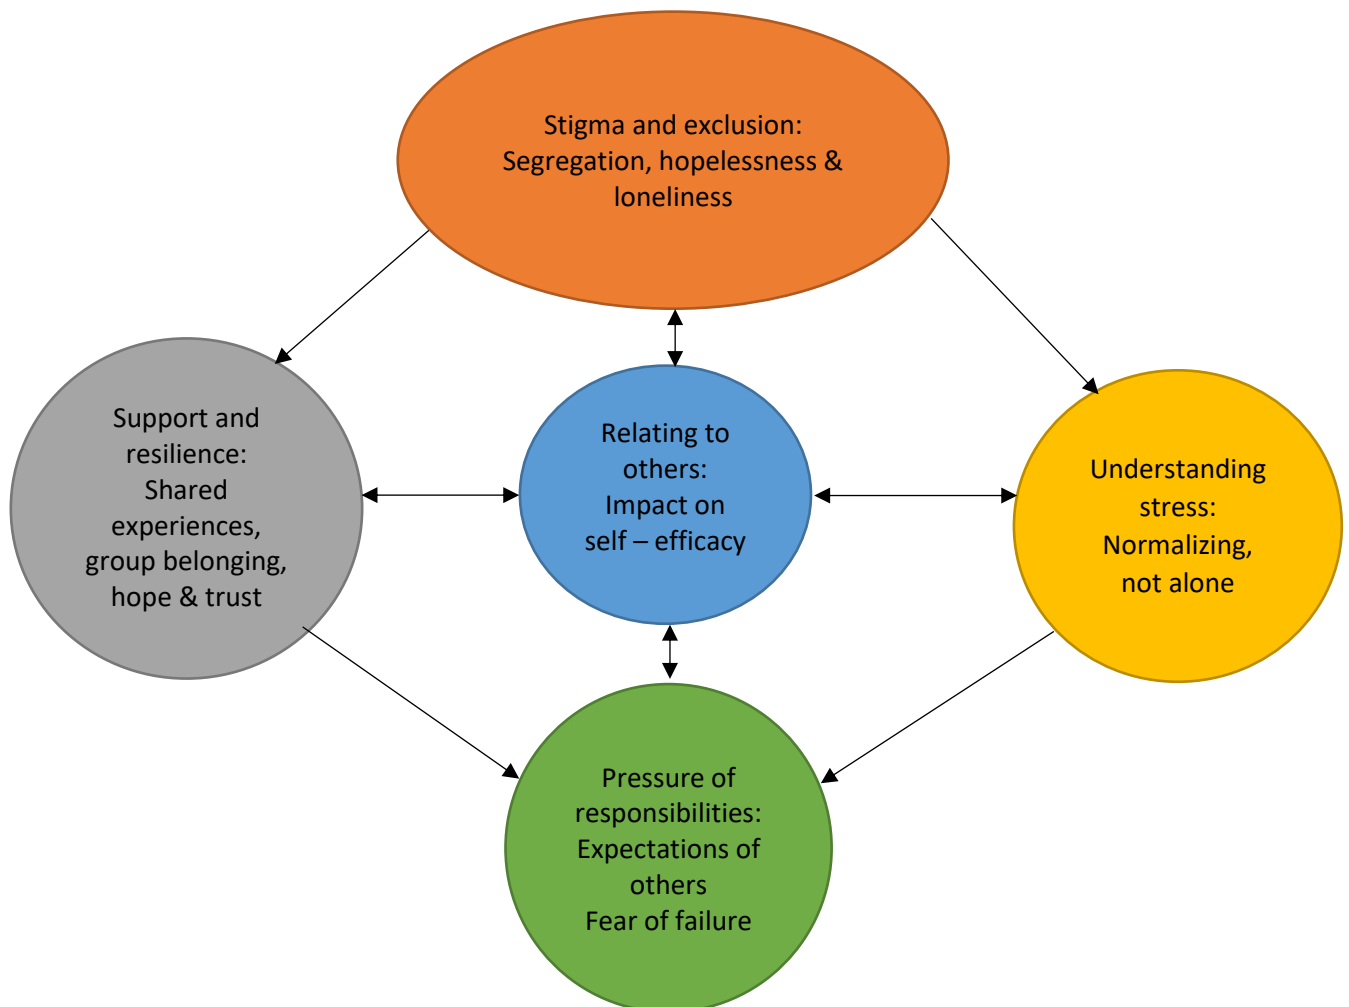 Stigma and exclusion:
Segregation, hopelessness &
loneliness
Support and
resilience:
Shared
experiences,
group belonging,
hope & trust
Relating to
others:
Impact on
self – efficacy
Understanding
stress:
Normalizing,
not alone
Pressure of
responsibilities:
Expectations of
others
Fear of failure